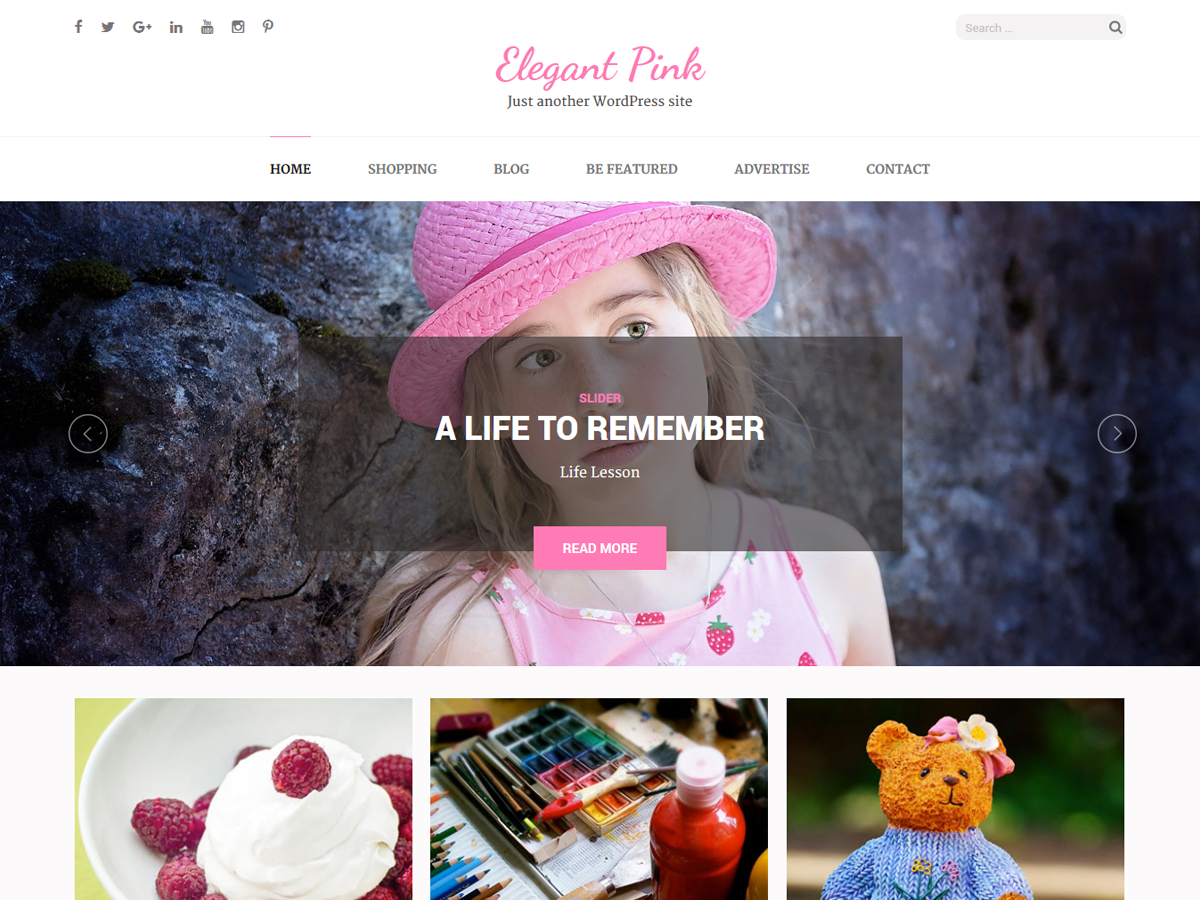 Search ...
Elegant Pink
Just another WordPress site
HOME SHOPPING BLOG BE FEATURED ADVERTISE CONTACT
SLIDER
A LIFE TO REMEMBER
Life Lesson
READ MORE